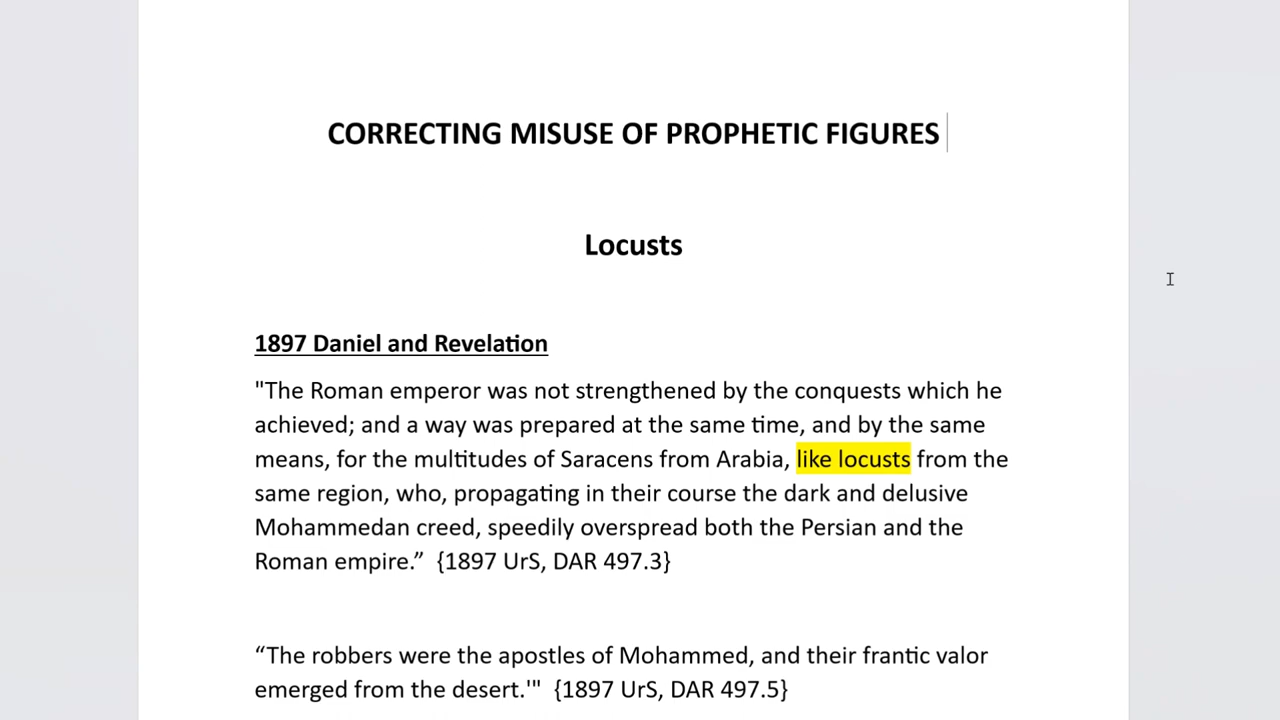 CORRECTING MISUSE OF PROPHETIC FIGURES
Locusts
1897 Daniel and Revelation
"The Roman emperor was not strengthened by the conquests which he
achieved; and a way was prepared at the same time, and by the same
means, for the multitudes of Saracens from Arabia, like locusts from the
same region, who, propagating in their course the dark and delusive
Mohammedan creed, speedily overspread both the Persian and the
Roman empire.”  {1897 UrS, DAR 497.3}
“The robbers were the apostles of Mohammed, and their frantic valor
emerged from the desert.'"  {1897 UrS, DAR 497.5}